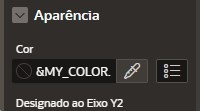 Aparência
Cor
&MY_COLOR.
Designado ao Eixo Y2